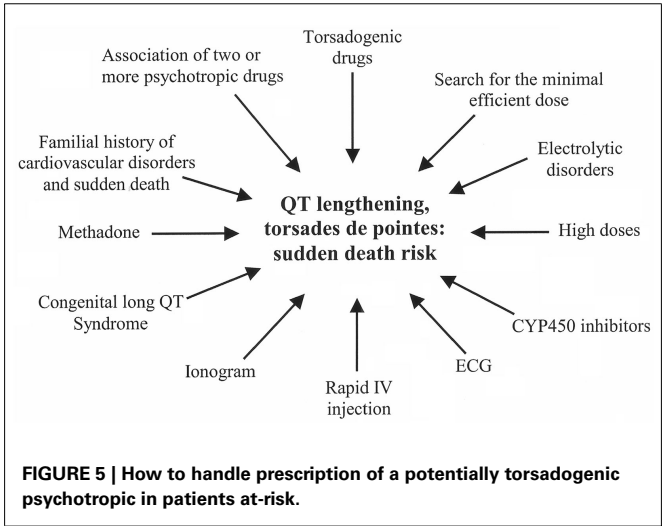 Torsadogenic
drugs
Association of two or
more psychotropic drugs
Search for the minimal
efficient dose
Familial history of
cardiovascular disorders
and sudden death
Electrolytic
disorders
QT lengthening,
torsades de pointes:
sudden death risk
Methadone
High doses
Congenital long QT
Syndrome
CYP450 inhibitors
Ionogram
ECG
Rapid IV
injection
FIGURE 5 | How to handle prescription of a potentially torsadogenic
psychotropic in patients at-risk.